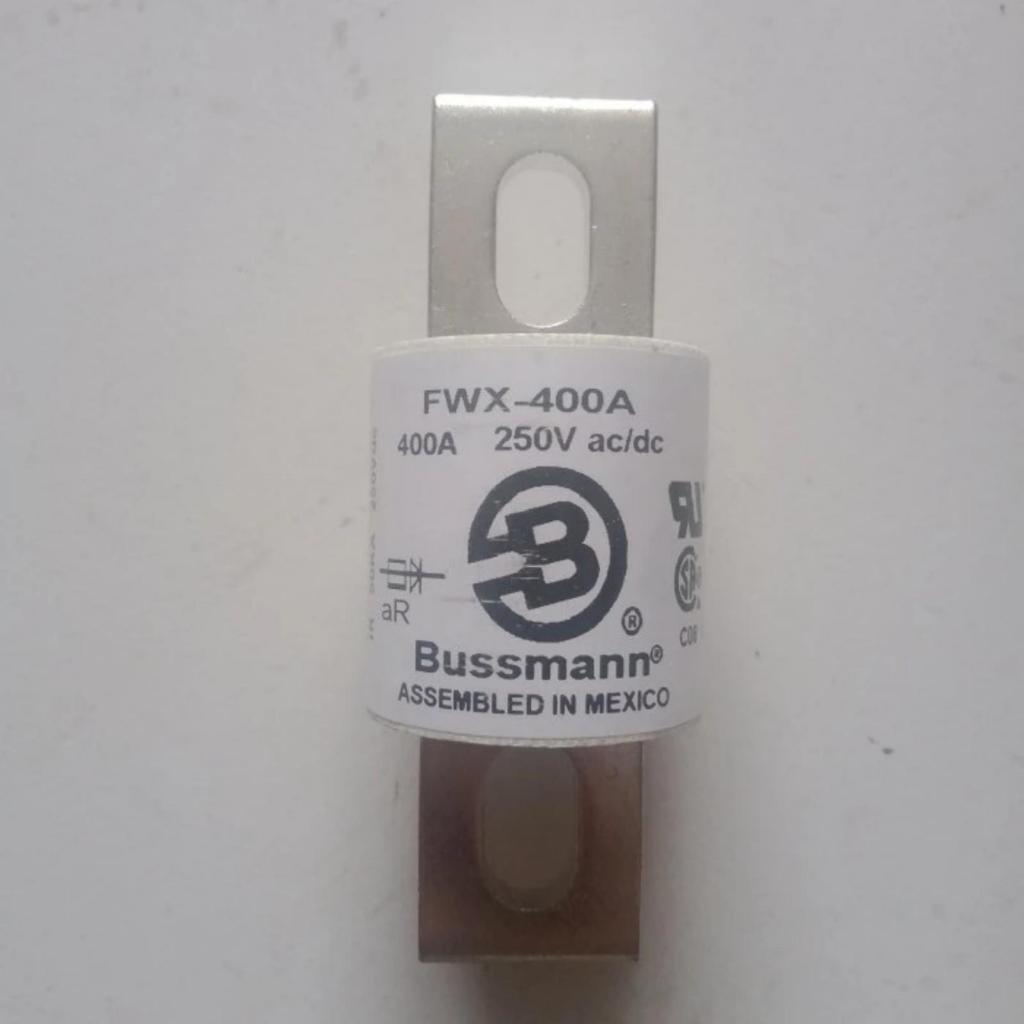 FWX-400A
400A 250V ac/dc
aR
B
®
Bussmann®
ASSEMBLED IN MEXICO